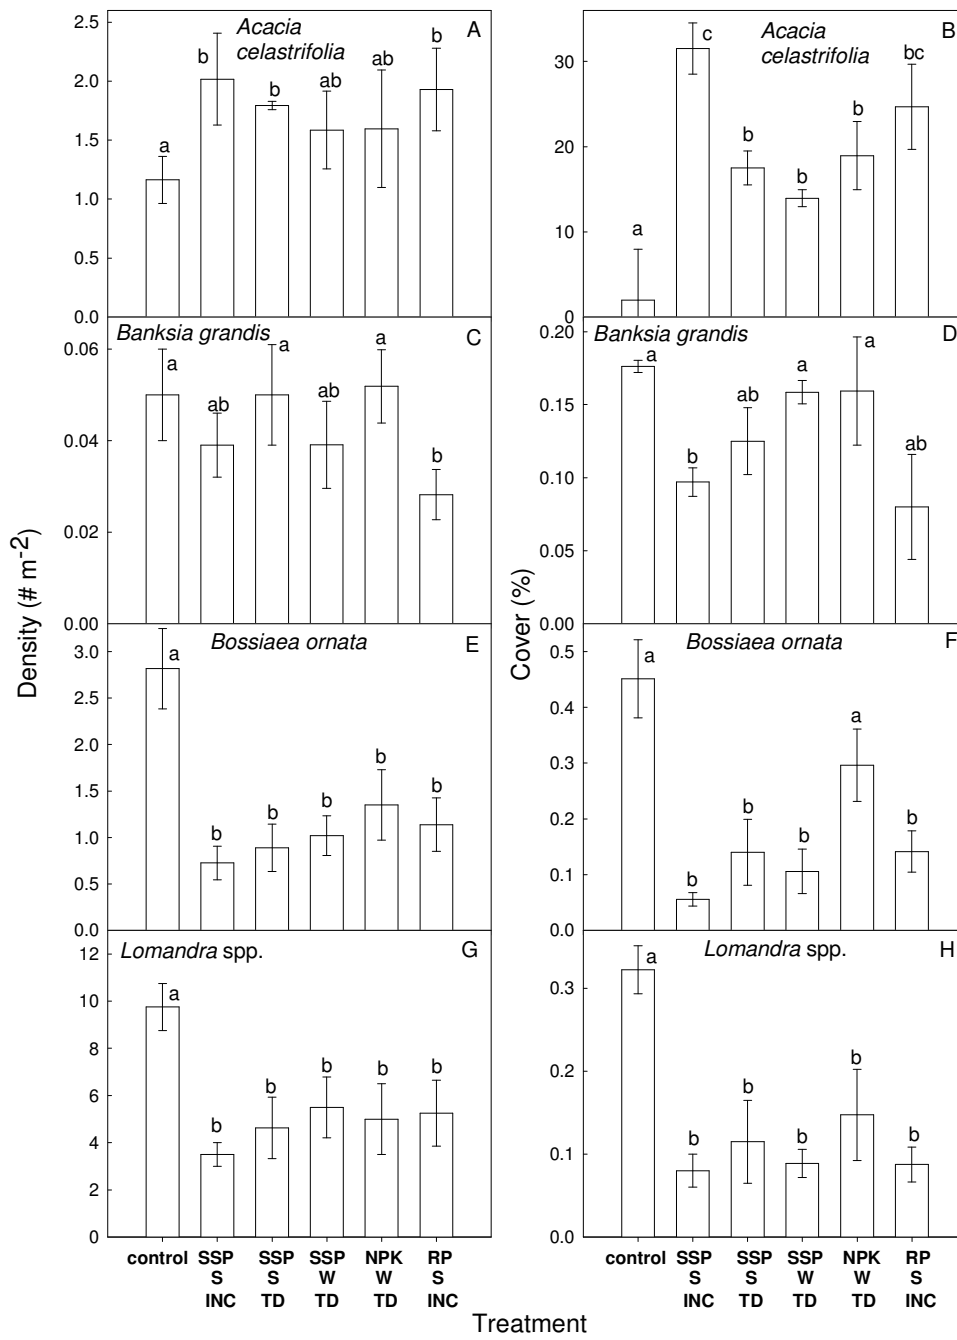 A
Acacia
celastrifolia
2.5
2.0
1.5
1.0
0.5
0.0
a
b
b
ab
ab
b
B
Acacia
celastrifolia
30
20
10
0
a
c
b
b
b
bc
C
Banksia grandis
0.06
0.04
0.02
0.00
a
ab
a
ab
a
b
D
Banksia grandis
0.20
0.15
0.10
0.05
0.00
a
b
ab
a
a
ab
E
Bossiaea ornata
3.0
2.5
2.0
1.5
1.0
0.5
0.0
a
b
b
b
b
b
F
Bossiaea ornata
0.5
0.4
0.3
0.2
0.1
0.0
a
b
b
b
a
b
G
Lomandra spp.
12
10
8
6
4
2
0
a
b
b
b
b
b
H
Lomandra spp.
0.3
0.2
0.1
0.0
a
b
b
b
b
b
Density (# m-2)
Cover (%)
control SSP SSP SSP NPK RP
S S W W S
INC TD TD TD INC
control SSP SSP SSP NPK RP
S S W W S
INC TD TD TD INC
Treatment